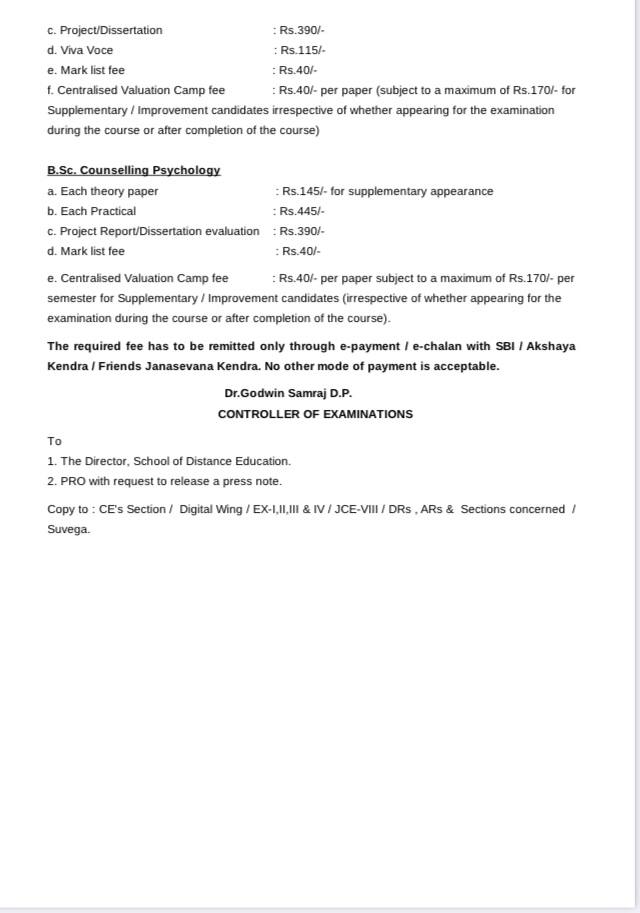 c. Project/Dissertation : Rs.390/-
d. Viva Voce : Rs.115/-
e. Mark list fee : Rs.40/-
f. Centralised Valuation Camp fee : Rs.40/- per paper (subject to a maximum of Rs.170/- for
Supplementary / Improvement candidates irrespective of whether appearing for the examination
during the course or after completion of the course)
B.Sc. Counselling Psychology
a. Each theory paper : Rs.145/- for supplementary appearance
b. Each Practical : Rs.445/-
c. Project Report/Dissertation evaluation : Rs.390/-
d. Mark list fee : Rs.40/-
e. Centralised Valuation Camp fee : Rs.40/- per paper subject to a maximum of Rs.170/- per
semester for Supplementary / Improvement candidates (irrespective of whether appearing for the
examination during the course or after completion of the course).
The required fee has to be remitted only through e-payment / e-chalan with SBI / Akshaya
Kendra / Friends Janasevana Kendra. No other mode of payment is acceptable.
Dr.Godwin Samraj D.P.
CONTROLLER OF EXAMINATIONS
To
1. The Director, School of Distance Education.
2. PRO with request to release a press note.
Copy to : CE's Section / Digital Wing / EX-I,II,III & IV / JCE-VIII / DRs , ARs & Sections concerned /
Suvega.